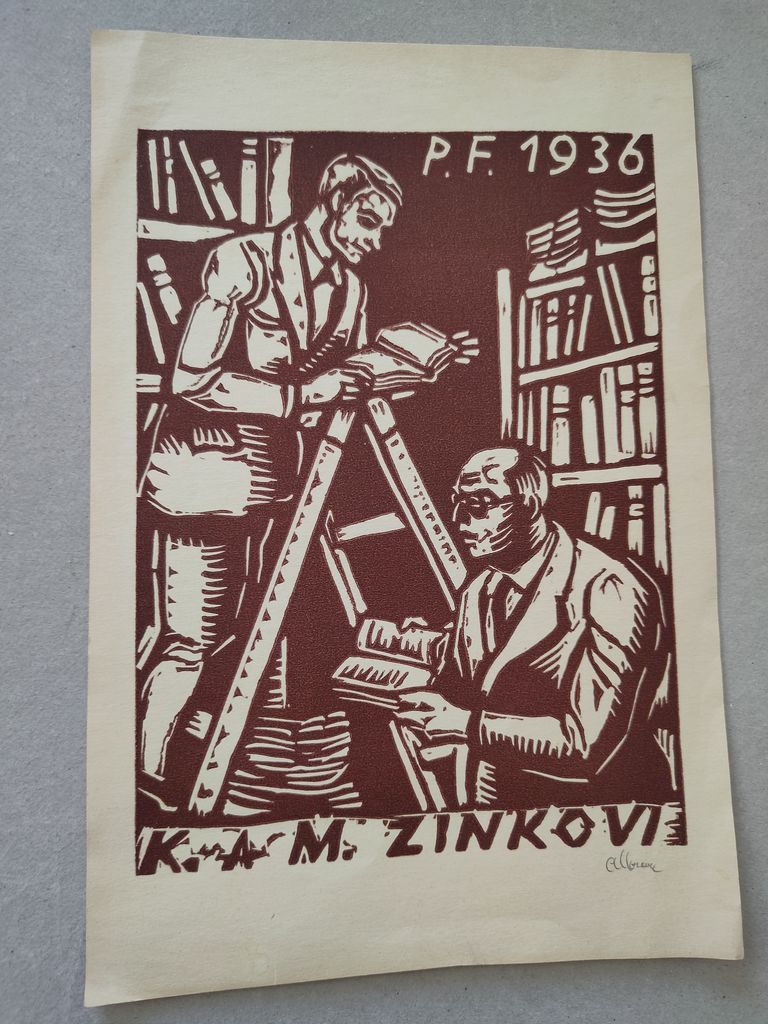 P. F. 1936
K. A M. ZINKOVI